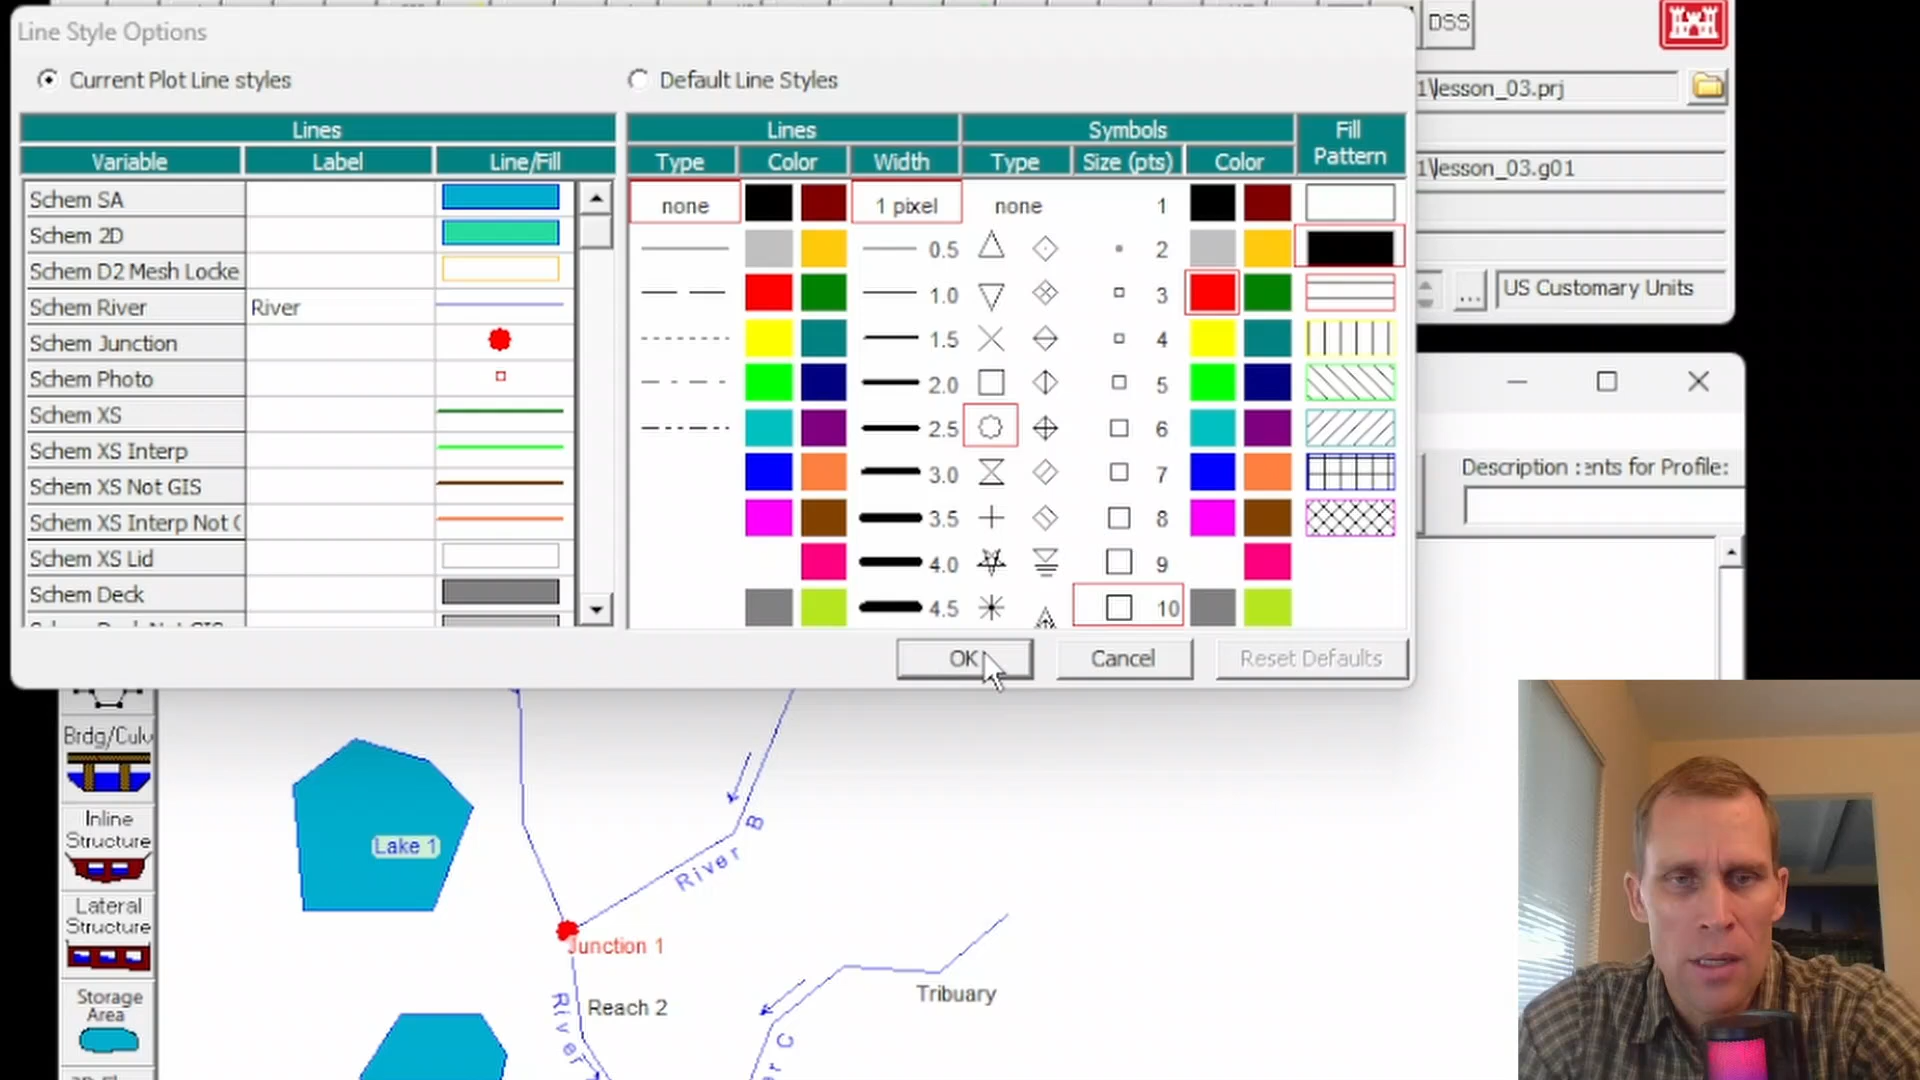 Line Style Options
DSS
Current Plot Line styles
Default Line Styles
1\lesson_03.prj
Lines
Variable
Label
Line/Fill
Lines
Symbols
Fill
Pattern
Type
Color
Width
Type
Size (pts)
Color
1\lesson_03.g01
Schem SA
none
1 pixel
none
1
Schem 2D
0.5
2
Schem D2 Mesh Locke
1.0
3
... US Customary Units
Schem River
River
Schem Junction
1.5
4
Schem Photo
2.0
5
Schem XS
2.5
6
Schem XS Interp
3.0
7
Description :
ents for Profile:
Schem XS Not GIS
3.5
8
Schem XS Interp Not (
4.0
9
Schem XS Lid
Schem Deck
4.5
10
OK
Cancel
Reset Defaults
Brdg/Culv
Inline
Structure
Lateral
Structure
Storage
Area
Lake 1
River B
Junction 1
Reach 2
River
Tribuary
er C